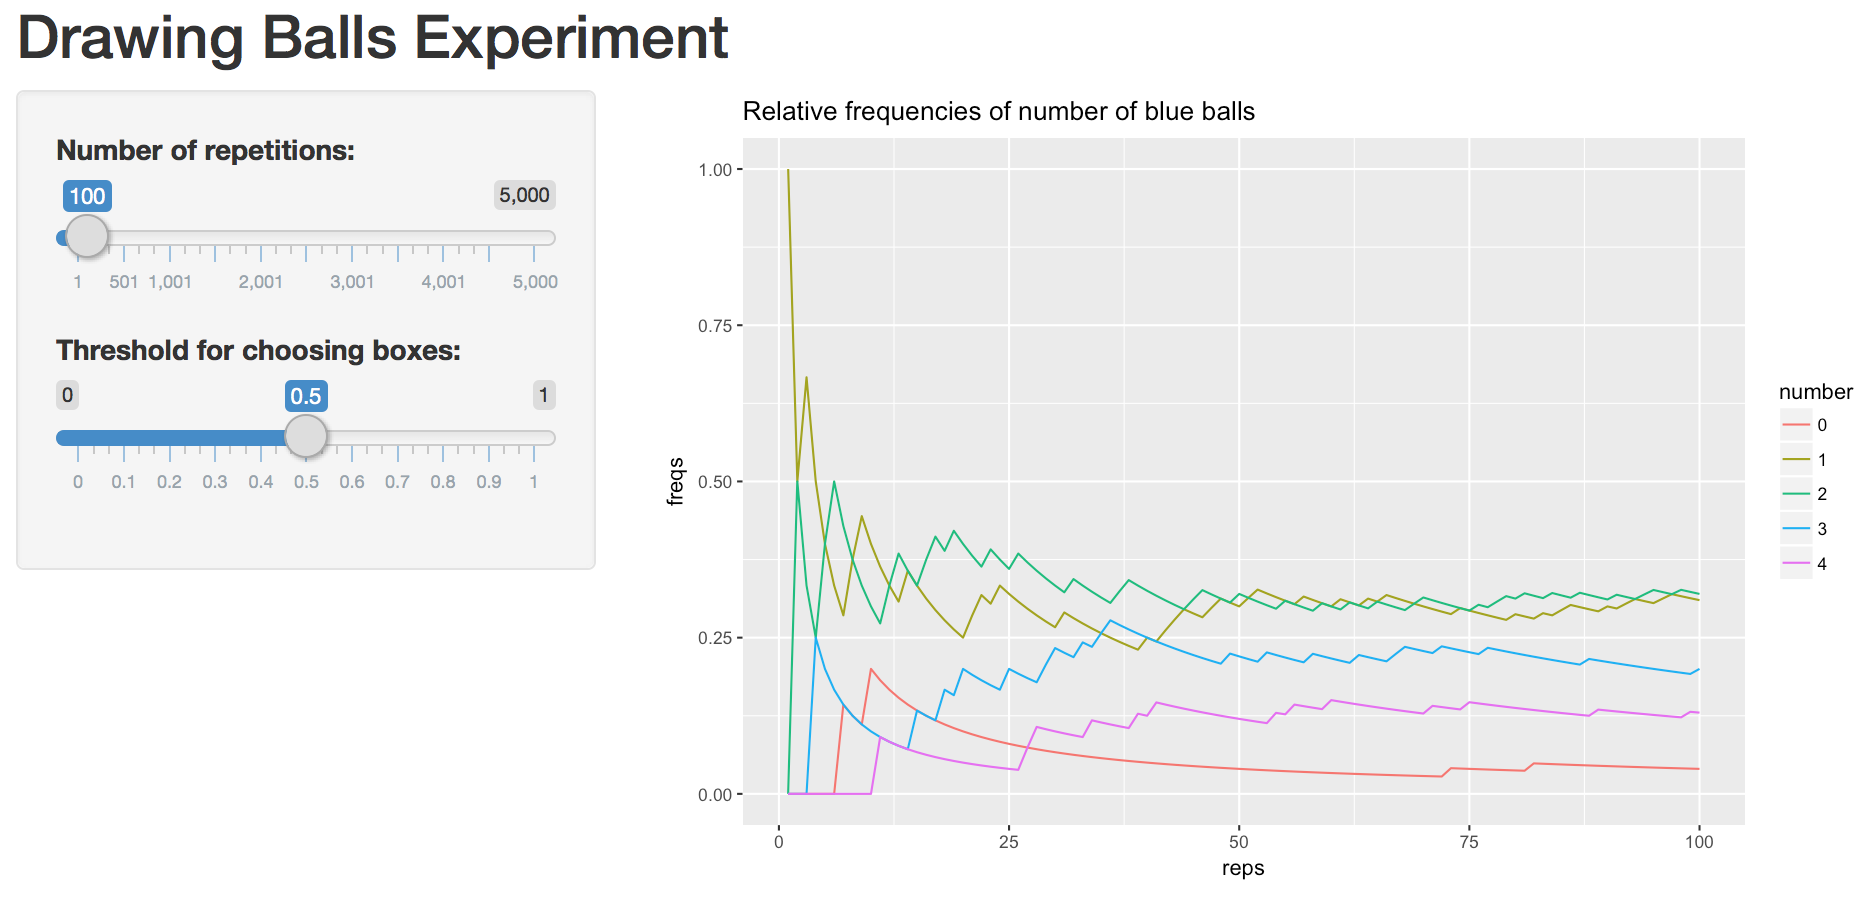 Drawing Balls Experiment
Number of repetitions:
100 5,000
1 501 1,001 2,001 3,001 4,001 5,000
Threshold for choosing boxes:
0 0.5 1
0 0.1 0.2 0.3 0.4 0.5 0.6 0.7 0.8 0.9 1
Relative frequencies of number of blue balls
1.00
0.75
0.50
0.25
0.00
freqs
0 25 50 75 100
reps
number
0
1
2
3
4